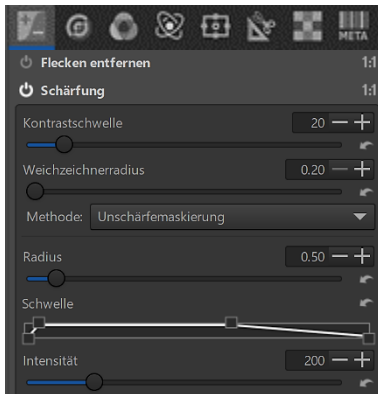 META
Flecken entfernen 1:1
Schärfung 1:1
Kontrastschwelle 20
Weichzeichnerradius 0.20
Methode: Unschärfemaskierung
Radius 0.50
Schwelle
Intensität 200